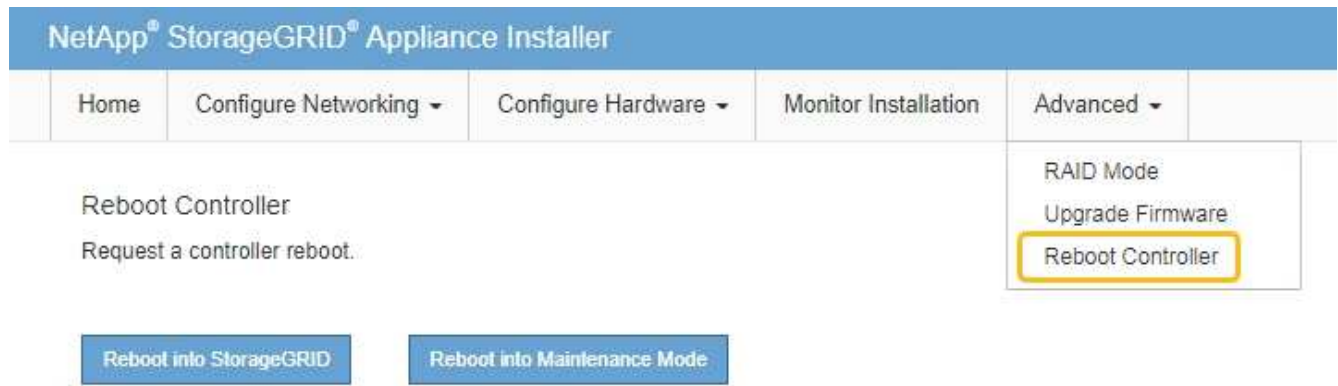 NetApp® StorageGRID® Appliance Installer
Home Configure Networking Configure Hardware Monitor Installation Advanced
RAID Mode
Upgrade Firmware
Reboot Controller
Reboot Controller
Request a controller reboot.
Reboot into StorageGRID Reboot into Maintenance Mode